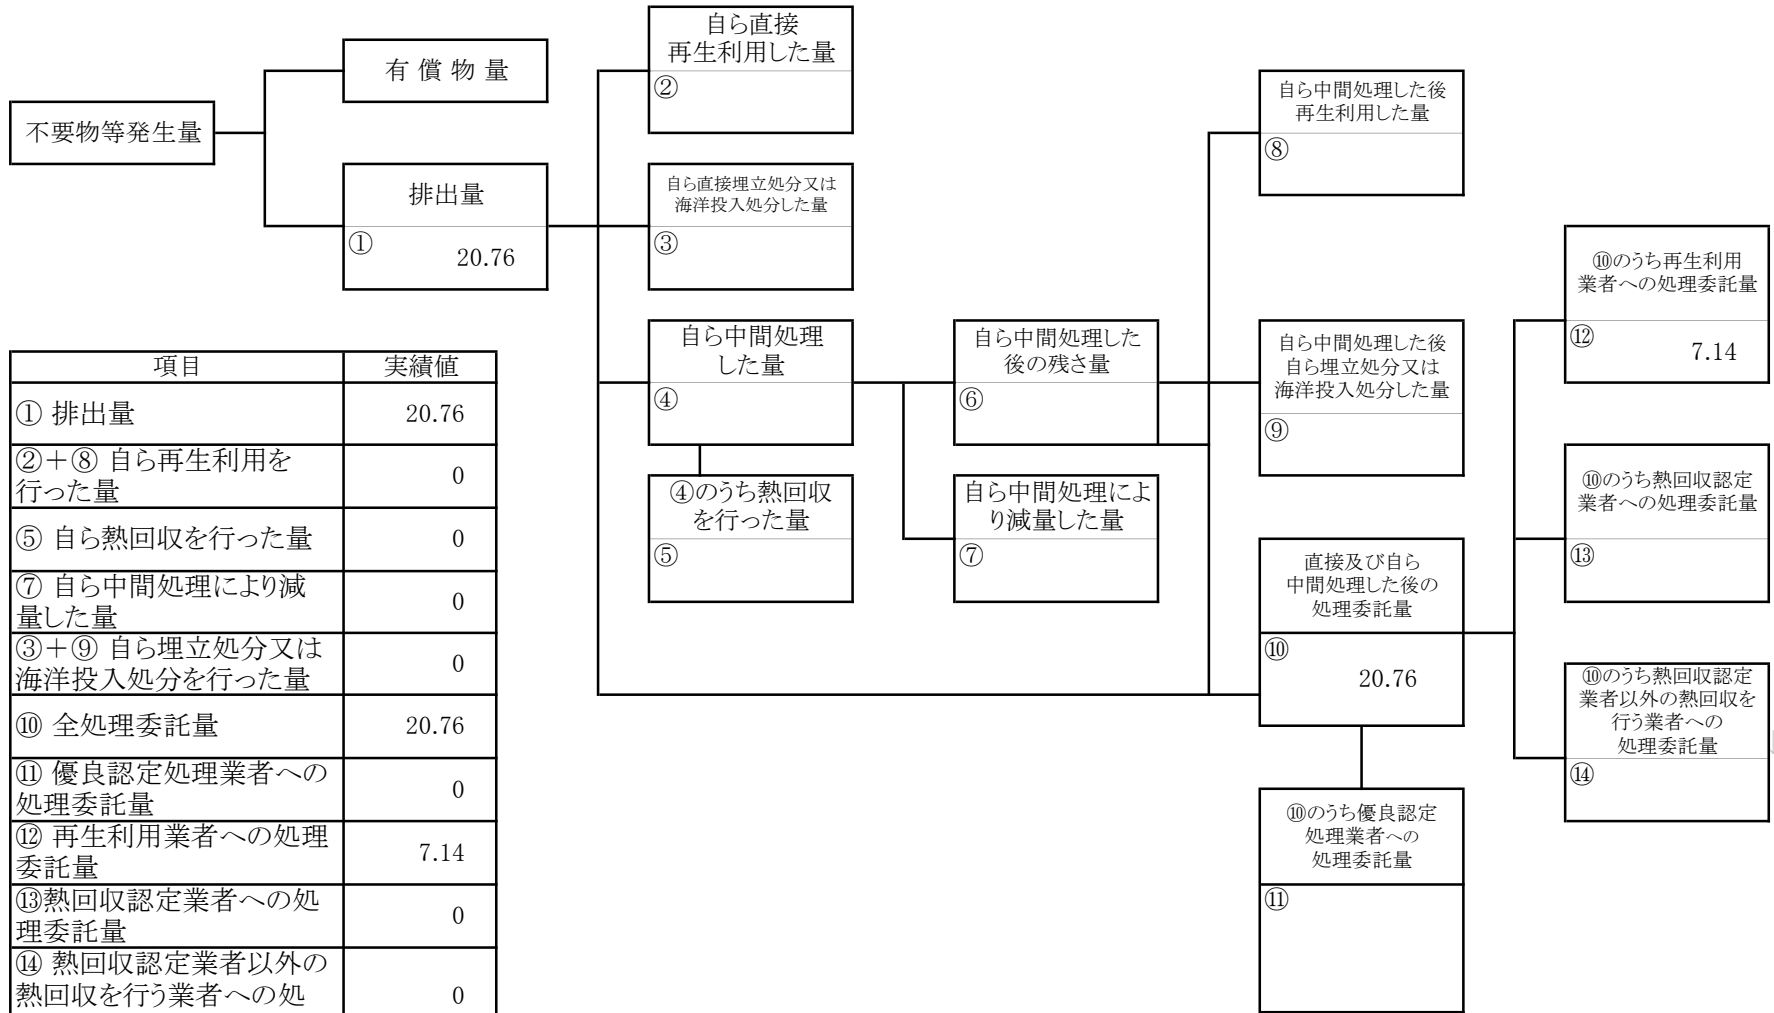 自ら直接
再生利用した量
②
有 償 物 量
不要物等発生量
自ら中間処理した後
再生利用した量
⑧
排出量
① 20.76
自ら直接埋立処分又は
海洋投入処分した量
③
⑩のうち再生利用
業者への処理委託量
⑫ 7.14
自ら中間処理
した量
④
自ら中間処理した
後の残さ量
⑥
自ら中間処理した後
自ら埋立処分又は
海洋投入処分した量
⑨
④のうち熱回収
を行った量
⑤
自ら中間処理によ
り減量した量
⑦
⑩のうち熱回収認定
業者への処理委託量
⑬
直接及び自ら
中間処理した後の
処理委託量
⑩ 20.76
⑩のうち熱回収認定
業者以外の熱回収を
行う業者への
処理委託量
⑭
⑩のうち優良認定
処理業者への
処理委託量
⑪
項目 実績値
① 排出量 20.76
②+⑧ 自ら再生利用を
行った量 0
⑤ 自ら熱回収を行った量 0
⑦ 自ら中間処理により減
量した量 0
③+⑨ 自ら埋立処分又は
海洋投入処分を行った量 0
⑩ 全処理委託量 20.76
⑪ 優良認定処理業者への
処理委託量 0
⑫ 再生利用業者への処理
委託量 7.14
⑬熱回収認定業者への処
理委託量 0
⑭ 熱回収認定業者以外の
熱回収を行う業者への処 0